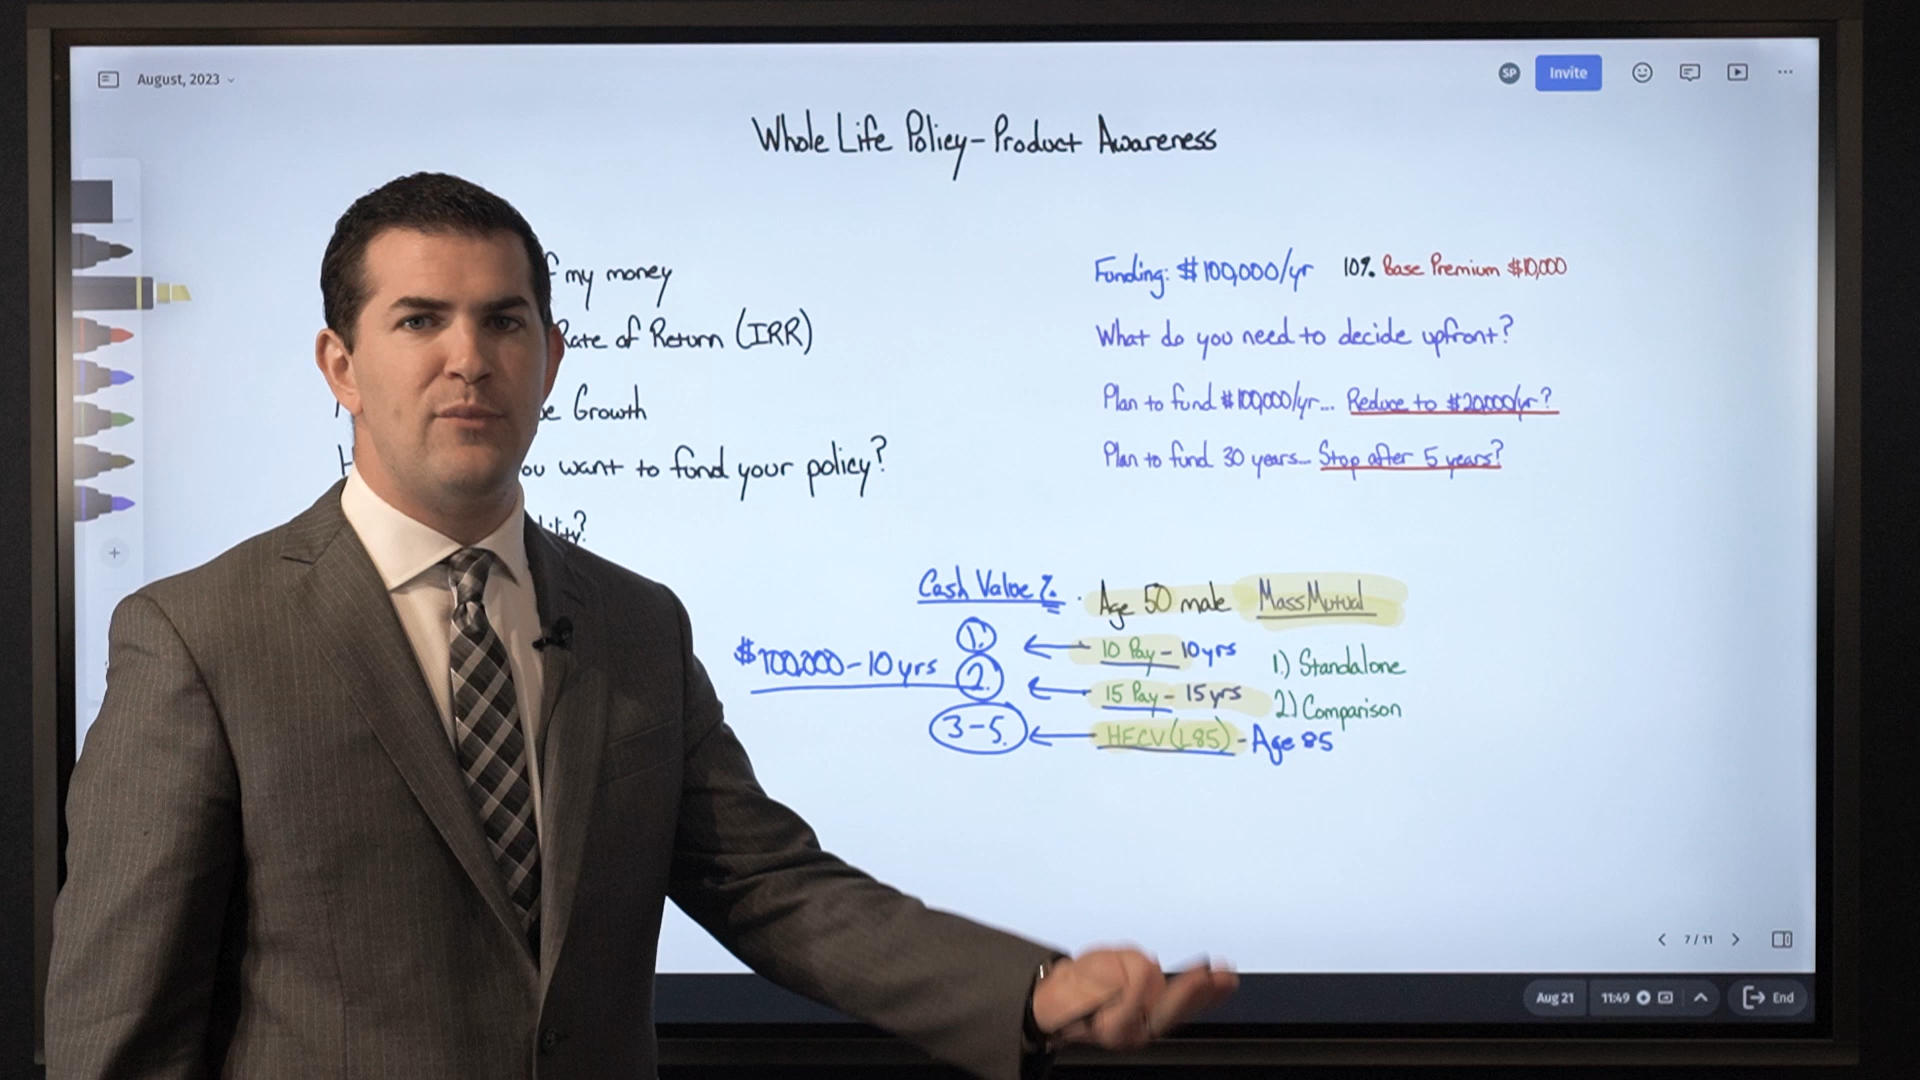 August, 2023
SP
Invite
Whole Life Policy - Product Awareness
my money
Rate of Return (IRR)
Growth
want to fund your policy?
Funding: $100,000/yr 10% Base Premium $10,000
What do you need to decide upfront?
Plan to fund $100,000/yr... Reduce to $20,000/yr?
Plan to fund 30 years... Stop after 5 years?
Cash Value % - Age 50 male MassMutual
$100,000 - 10 yrs
1.
2.
3-5.
10 Pay - 10 yrs
15 Pay - 15 yrs
HECV (L85) - Age 85
1.) Standalone
2.) Comparison
7 / 11
Aug 21
11:49
End